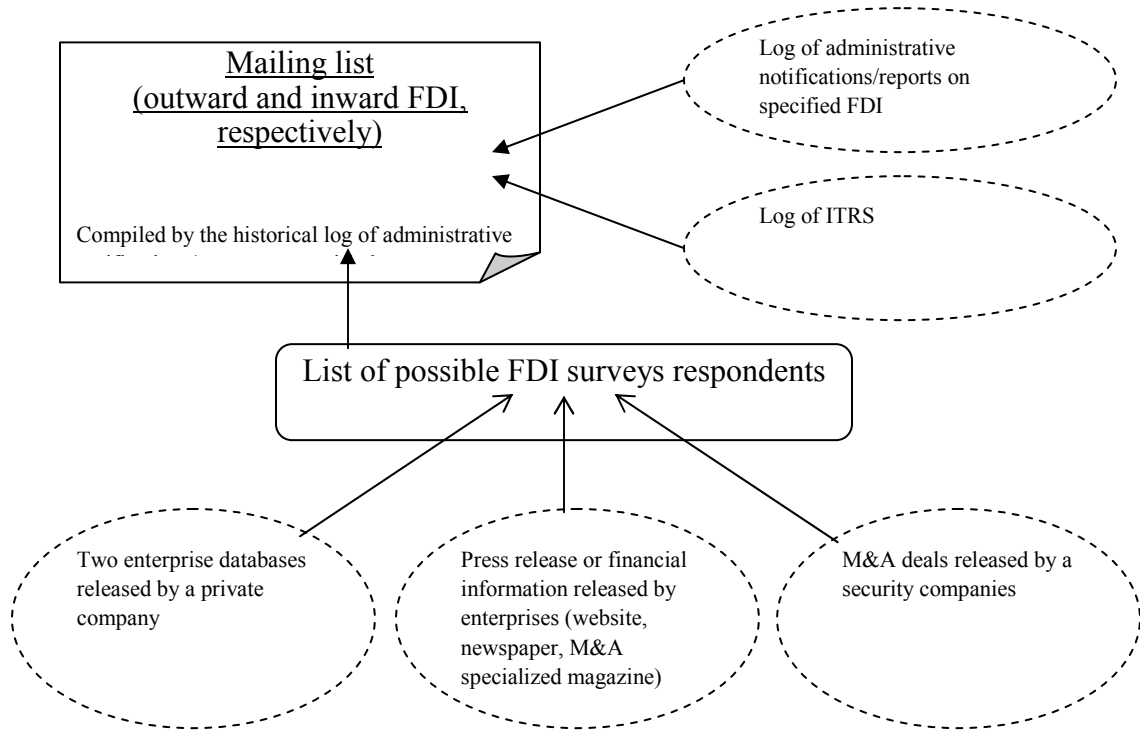 Mailing list
(outward and inward FDI,
respectively)
Compiled by the historical log of administrative
Log of administrative
notifications/reports on
specified FDI
Log of ITRS
List of possible FDI surveys respondents
Two enterprise databases
released by a private
company
Press release or financial
information released by
enterprises (website,
newspaper, M&A
specialized magazine)
M&A deals released by a
security companies